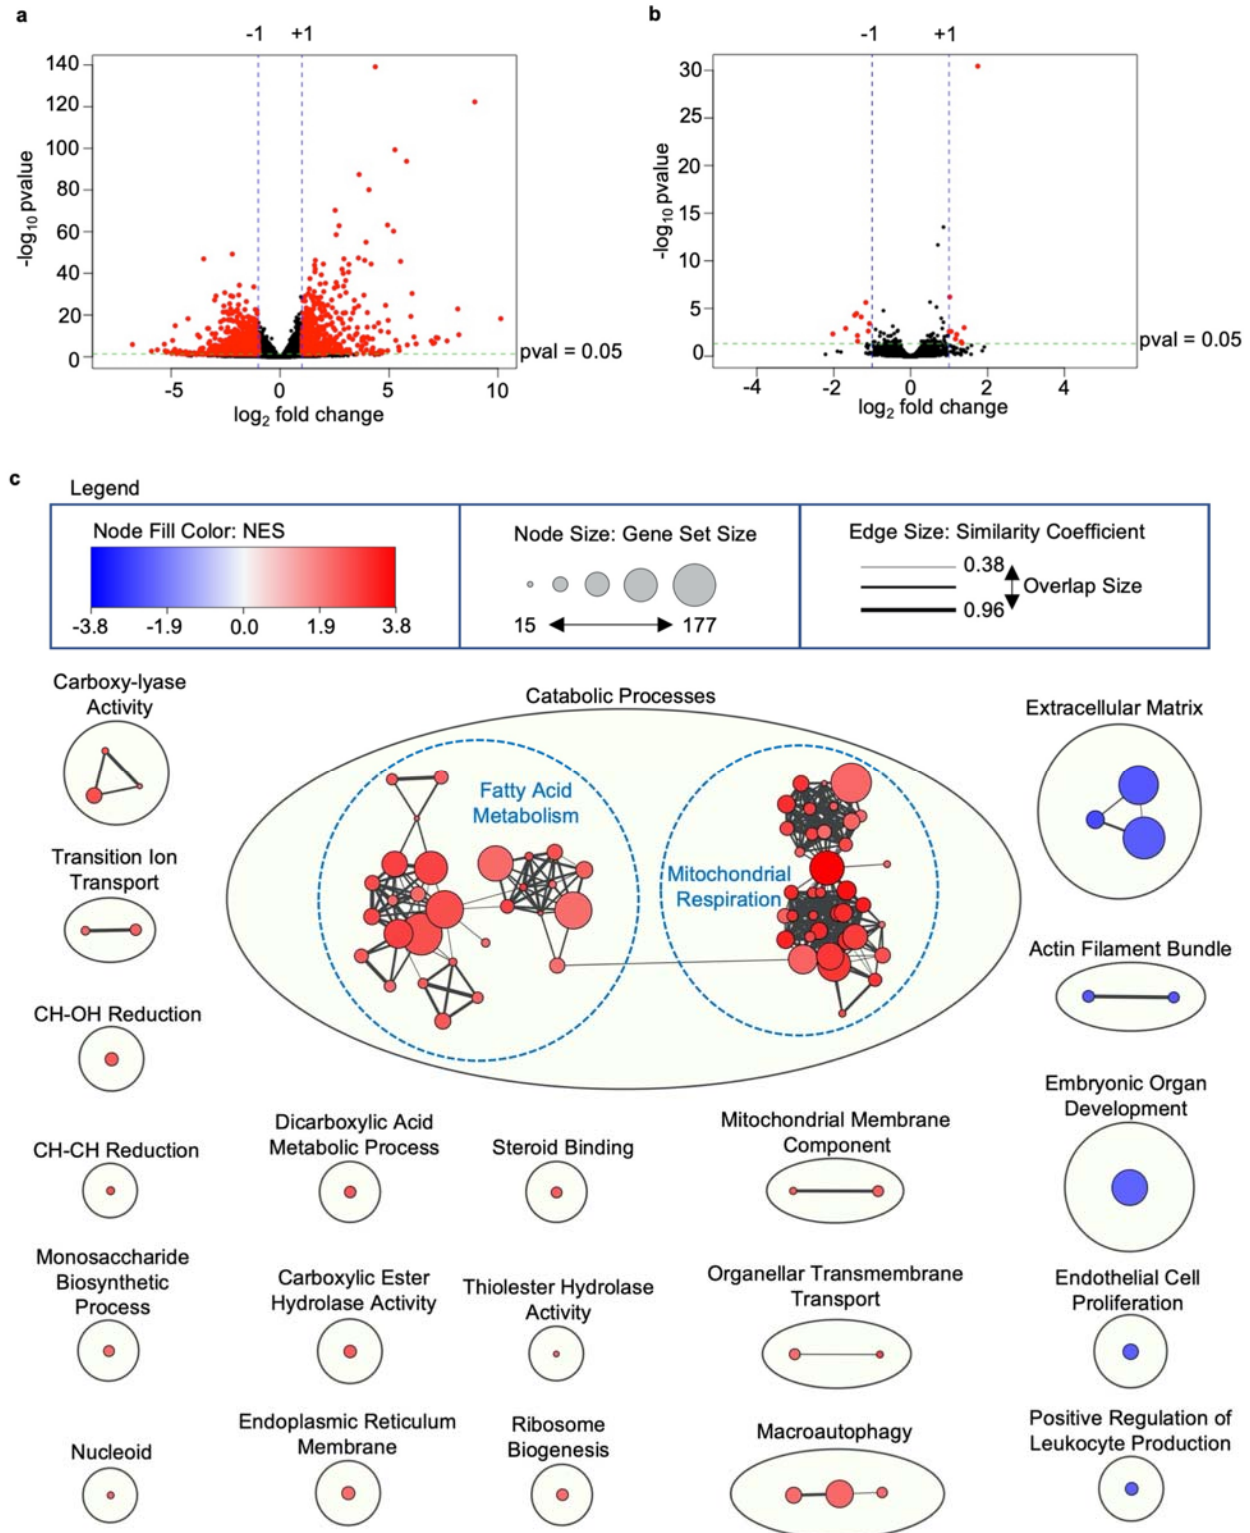 a
-1 +1
140
120
100
80
60
40
20
0
-log10 pvalue
pval = 0.05
-5 0 5 10
log2 fold change
b
-1 +1
30
25
20
15
10
5
0
-log10 pvalue
pval = 0.05
-4 -2 0 2 4
log2 fold change
c
Legend
Node Fill Color: NES
-3.8 -1.9 0.0 1.9 3.8
Node Size: Gene Set Size
15 177
Edge Size: Similarity Coefficient
0.38
Overlap Size
0.96
Carboxy-lyase
Activity
Catabolic Processes
Extracellular Matrix
Fatty Acid
Metabolism
Mitochondrial
Respiration
Transition Ion
Transport
Actin Filament Bundle
CH-OH Reduction
Embryonic Organ
Development
CH-CH Reduction
Dicarboxylic Acid
Metabolic Process
Steroid Binding
Mitochondrial Membrane
Component
Monosaccharide
Biosynthetic
Process
Carboxylic Ester
Hydrolase Activity
Thiolester Hydrolase
Activity
Organellar Transmembrane
Transport
Endothelial Cell
Proliferation
Nucleoid
Endoplasmic Reticulum
Membrane
Ribosome
Biogenesis
Macroautophagy
Positive Regulation of
Leukocyte Production